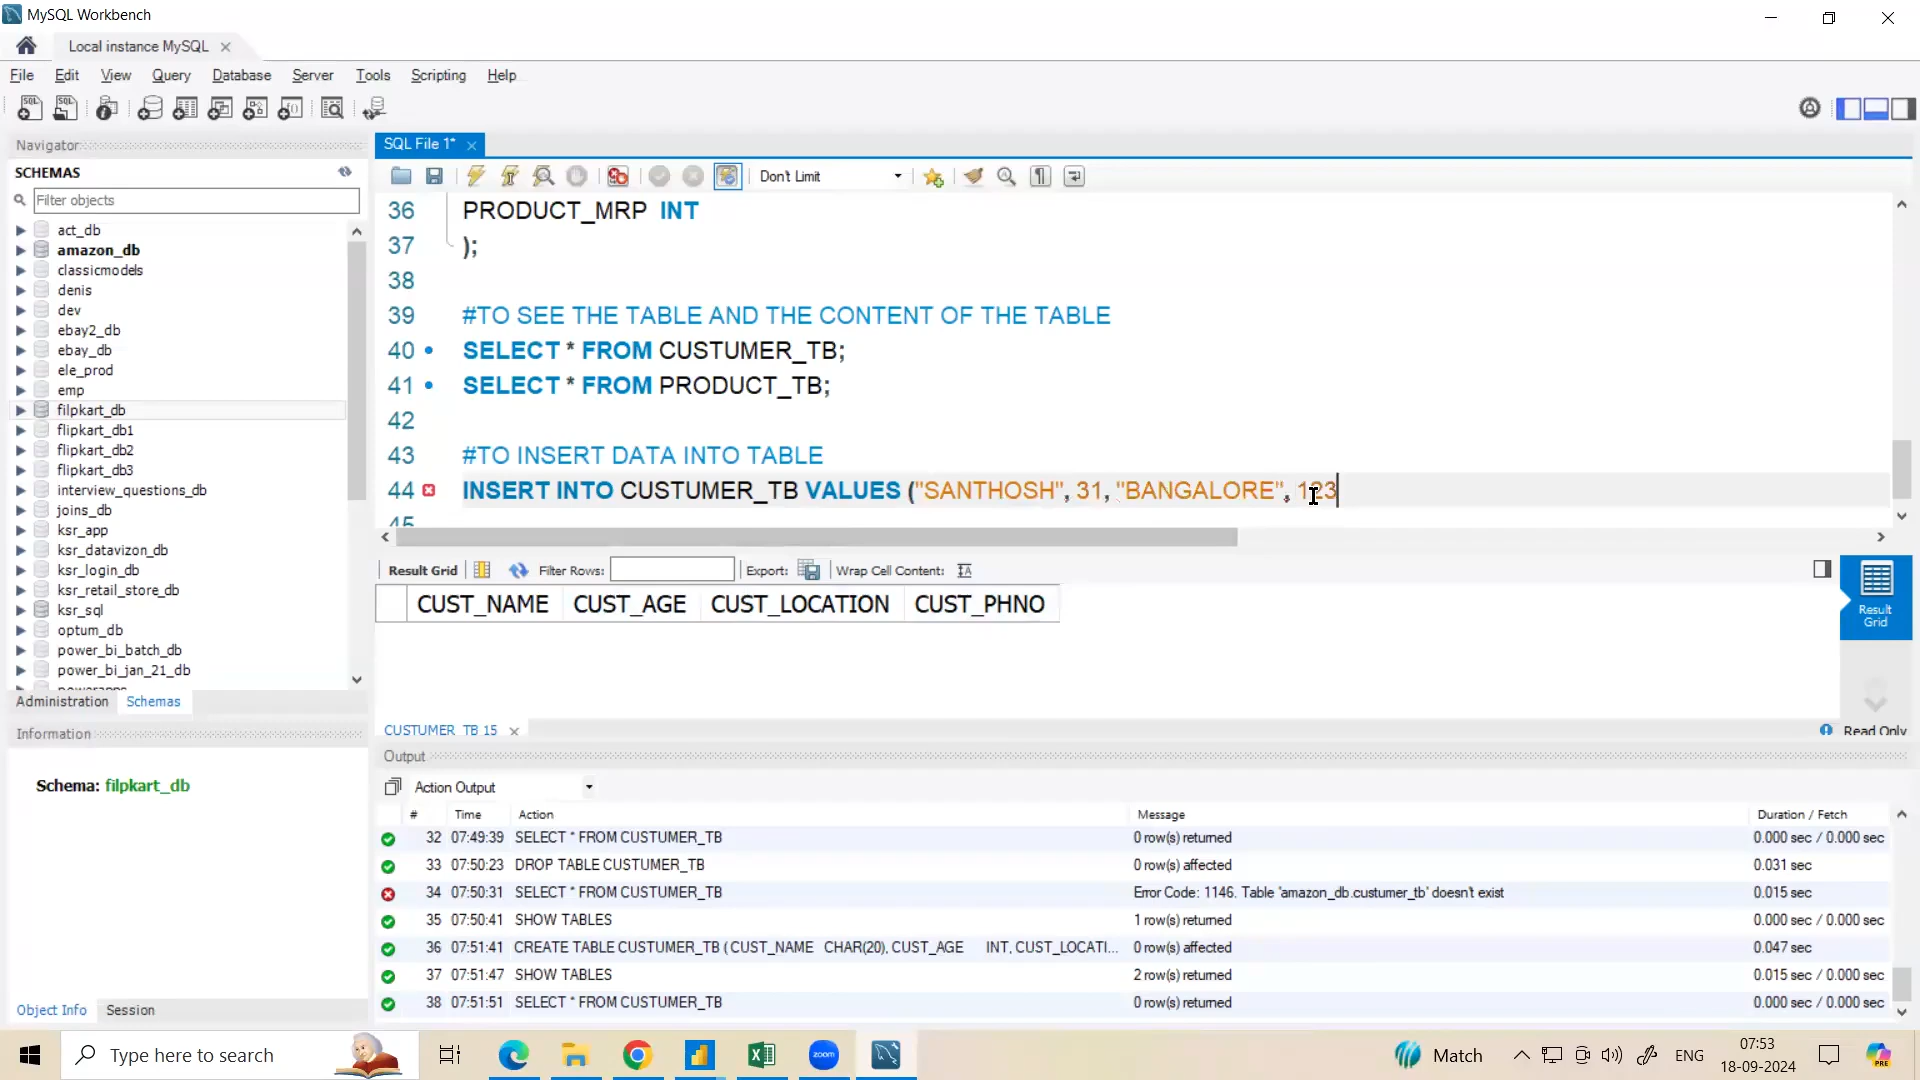 MySQL Workbench
Local instance MySQL
File Edit View Query Database Server Tools Scripting Help
Navigator
SCHEMAS
Filter objects
act_db
amazon_db
classicmodels
denis
dev
ebay2_db
ebay_db
ele_prod
emp
filpkart_db
flipkart_db1
flipkart_db2
flipkart_db3
interview_questions_db
joins_db
ksr_app
ksr_datavizon_db
ksr_login_db
ksr_retail_store_db
ksr_sql
optum_db
power_bi_batch_db
power_bi_jan_21_db
powerapps
Administration Schemas
Information
Schema: filpkart_db
Object Info Session
SQL File 1*
Don't Limit
36 PRODUCT_MRP INT
37 );
38
39 #TO SEE THE TABLE AND THE CONTENT OF THE TABLE
40 SELECT * FROM CUSTUMER_TB;
41 SELECT * FROM PRODUCT_TB;
42
43 #TO INSERT DATA INTO TABLE
44 INSERT INTO CUSTUMER_TB VALUES ("SANTHOSH", 31, "BANGALORE", 123
45
Result Grid Filter Rows: Export: Wrap Cell Content:
CUST_NAME CUST_AGE CUST_LOCATION CUST_PHNO
Result Grid
CUSTUMER_TB 15
Read Only
Output
Action Output
# Time Action Message Duration / Fetch
32 07:49:39 SELECT * FROM CUSTUMER_TB 0 row(s) returned 0.000 sec / 0.000 sec
33 07:50:23 DROP TABLE CUSTUMER_TB 0 row(s) affected 0.031 sec
34 07:50:31 SELECT * FROM CUSTUMER_TB Error Code: 1146. Table 'amazon_db.custumer_tb' doesn't exist 0.015 sec
35 07:50:41 SHOW TABLES 1 row(s) returned 0.000 sec / 0.000 sec
36 07:51:41 CREATE TABLE CUSTUMER_TB ( CUST_NAME CHAR(20), CUST_AGE INT, CUST_LOCATI... 0 row(s) affected 0.047 sec
37 07:51:47 SHOW TABLES 2 row(s) returned 0.015 sec / 0.000 sec
38 07:51:51 SELECT * FROM CUSTUMER_TB 0 row(s) returned 0.000 sec / 0.000 sec
Type here to search
zoom
Match
ENG
07:53
18-09-2024
PRE